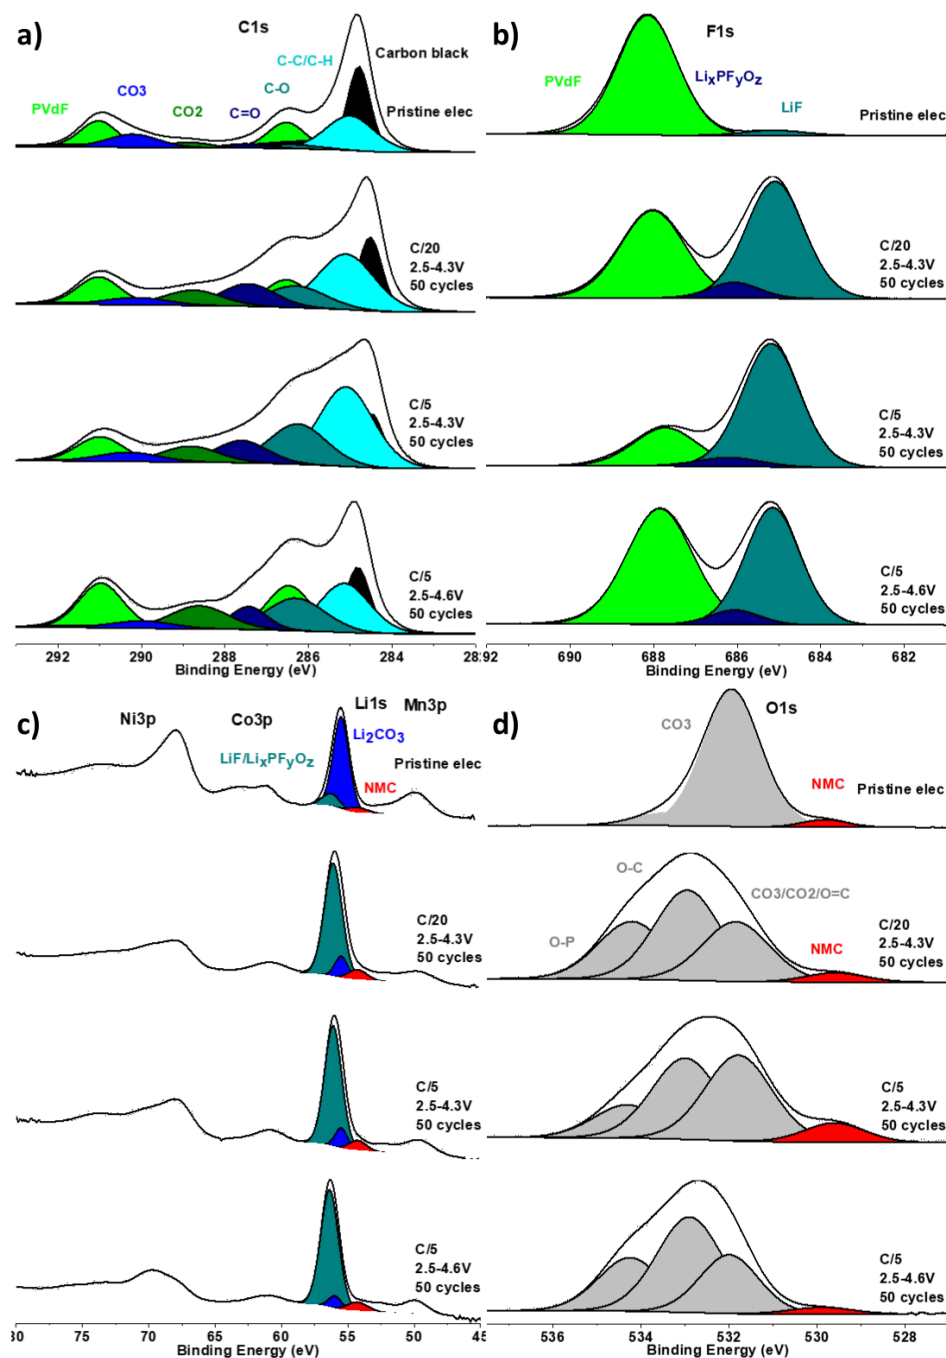 a)
C1s
C-C/C-H
Carbon black
CO3
C-O
PVdF
CO2
C=O
Pristine elec
C/20
2.5-4.3V
50 cycles
C/5
2.5-4.3V
50 cycles
C/5
2.5-4.6V
50 cycles
292 290 288 286 284 28
Binding Energy (eV)
b)
F1s
PVdF
LixPFyOz
LiF
Pristine elec
C/20
2.5-4.3V
50 cycles
C/5
2.5-4.3V
50 cycles
C/5
2.5-4.6V
50 cycles
692 690 688 686 684 682
Binding Energy (eV)
c)
Ni3p
Co3p
Li1s
Mn3p
Li2CO3
LiF/LixPFyOz
Pristine elec
NMC
C/20
2.5-4.3V
50 cycles
C/5
2.5-4.3V
50 cycles
C/5
2.5-4.6V
50 cycles
80 75 70 65 60 55 50 45
Binding Energy (eV)
d)
CO3
O1s
NMC
Pristine elec
O-C
CO3/CO2/O=C
C/20
O-P
NMC
2.5-4.3V
50 cycles
C/5
2.5-4.3V
50 cycles
C/5
2.5-4.6V
50 cycles
536 534 532 530 528
Binding Energy (eV)